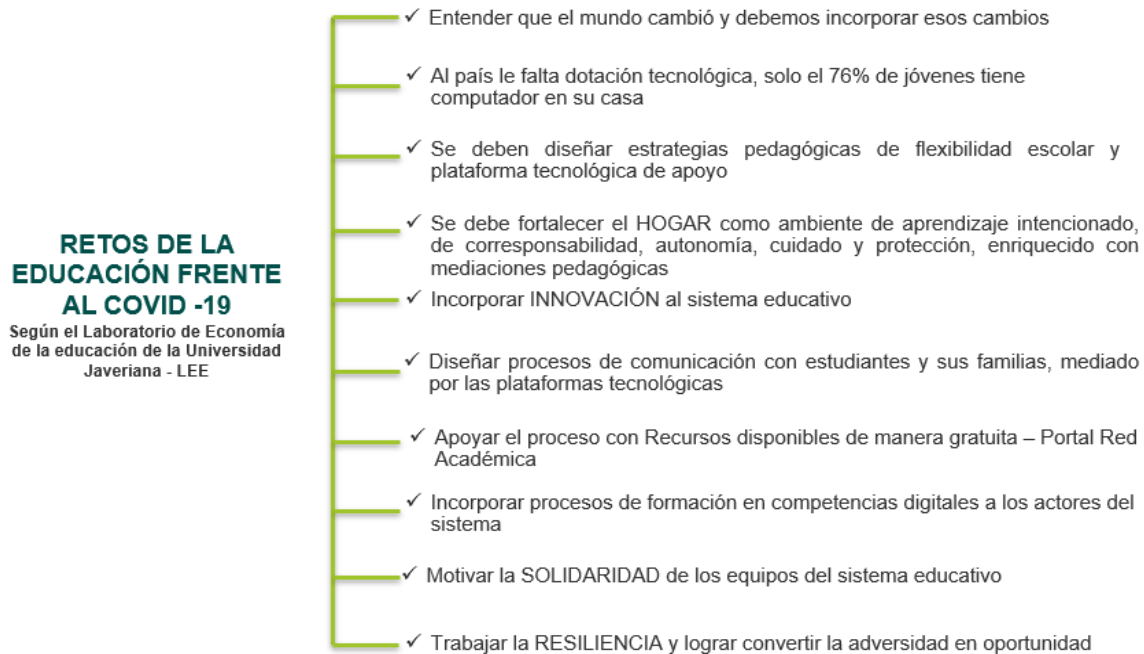 RETOS DE LA
EDUCACIÓN FRENTE
AL COVID -19
Según el Laboratorio de Economía
de la educación de la Universidad
Javeriana - LEE
✓ Entender que el mundo cambió y debemos incorporar esos cambios
✓ Al país le falta dotación tecnológica, solo el 76% de jóvenes tiene
computador en su casa
✓ Se deben diseñar estrategias pedagógicas de flexibilidad escolar y
plataforma tecnológica de apoyo
✓ Se debe fortalecer el HOGAR como ambiente de aprendizaje intencionado,
de corresponsabilidad, autonomía, cuidado y protección, enriquecido con
mediaciones pedagógicas
✓ Incorporar INNOVACIÓN al sistema educativo
✓ Diseñar procesos de comunicación con estudiantes y sus familias, mediado
por las plataformas tecnológicas
✓ Apoyar el proceso con Recursos disponibles de manera gratuita – Portal Red
Académica
✓ Incorporar procesos de formación en competencias digitales a los actores del
sistema
✓ Motivar la SOLIDARIDAD de los equipos del sistema educativo
✓ Trabajar la RESILIENCIA y lograr convertir la adversidad en oportunidad